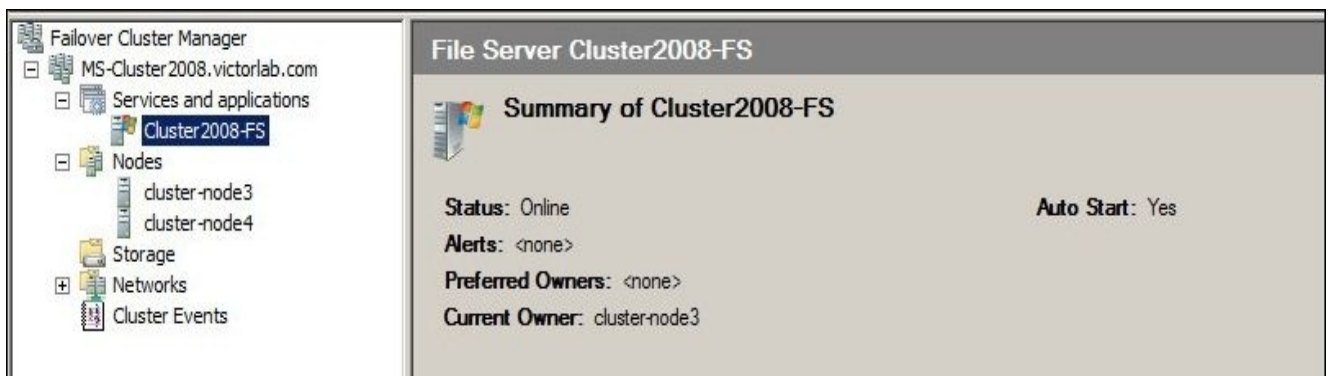 Failover Cluster Manager
MS-Cluster2008.victorlab.com
Services and applications
Cluster2008-FS
Nodes
cluster-node3
cluster-node4
Storage
Networks
Cluster Events
File Server Cluster2008-FS
Summary of Cluster2008-FS
Status: Online
Auto Start: Yes
Alerts: <none>
Preferred Owners: <none>
Current Owner: cluster-node3